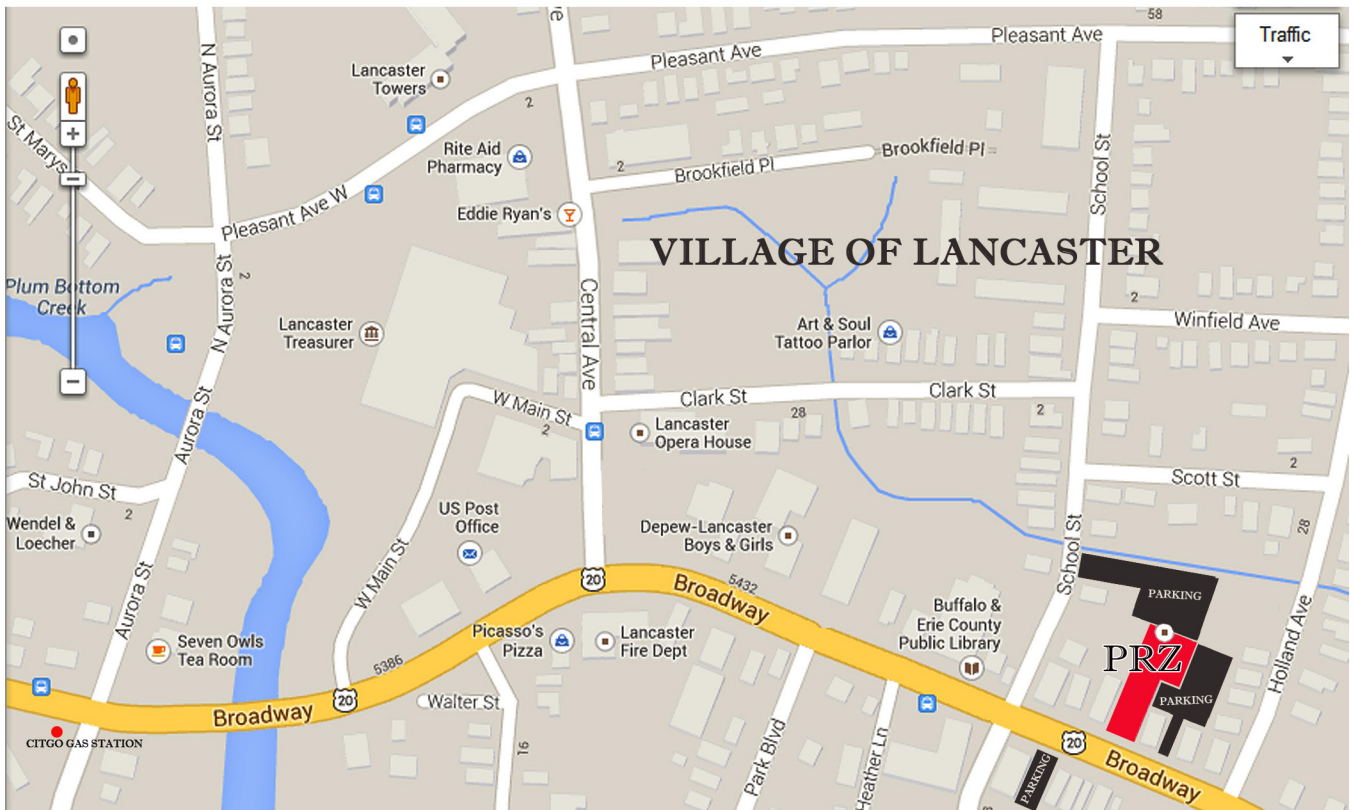 ve
58
Traffic
Pleasant Ave
Pleasant Ave
N Aurora St
Lancaster
Towers
2
St Marys
Rite Aid
Pharmacy
Brookfield Pl
2
Brookfield Pl
School St
Pleasant Ave W
Eddie Ryan's
VILLAGE OF LANCASTER
N Aurora St
2
Plum Bottom
Creek
Central Ave
2
Winfield Ave
Lancaster
Treasurer
Art & Soul
Tattoo Parlor
Aurora St
W Main St
2
Clark St
28
Clark St
2
Lancaster
Opera House
2
Scott St
St John St
2
US Post
Office
Wendel &
Loecher
Depew-Lancaster
Boys & Girls
28
School St
W Main St
20
Broadway
5432
PARKING
Aurora St
Buffalo &
Erie County
Public Library
Holland Ave
Seven Owls
Tea Room
Picasso's
Pizza
Lancaster
Fire Dept
PRZ
5386
20
Walter St
PARKING
Broadway
Park Blvd
Heather Ln
CITGO GAS STATION
16
20
Broadway
PARKING